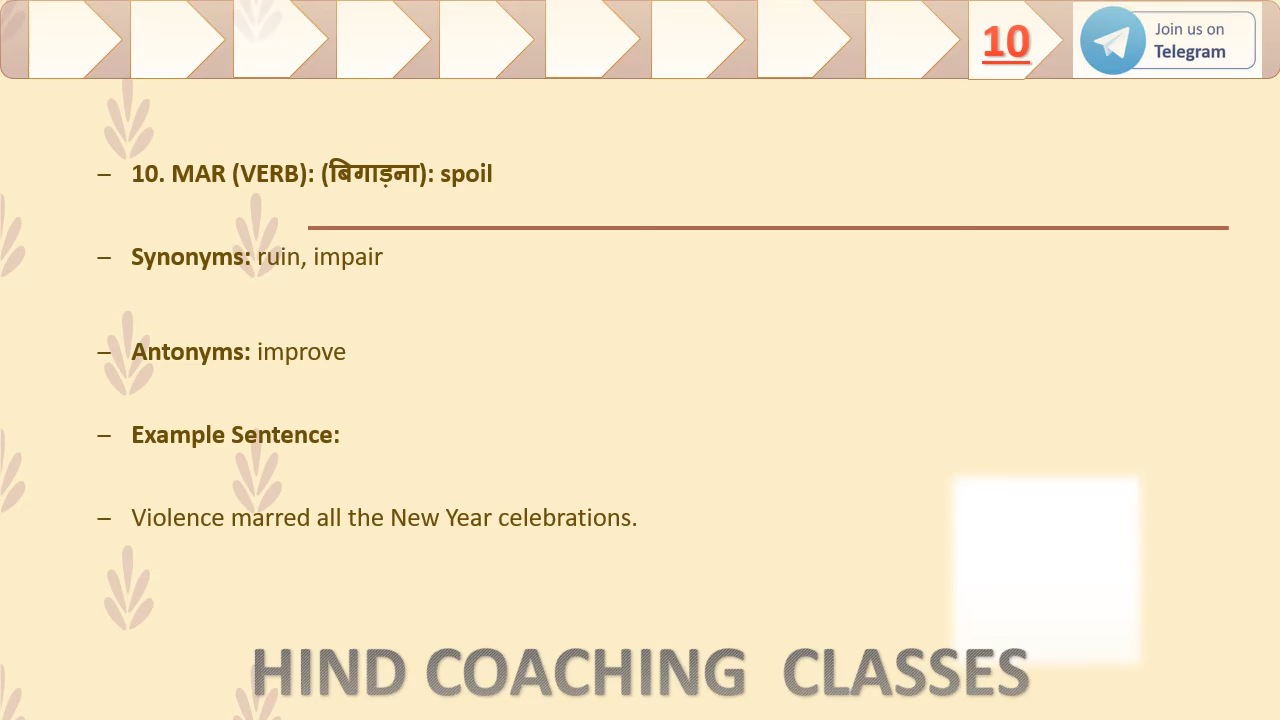 10
Join us on
Telegram
– 10. MAR (VERB): (बिगाड़ना): spoil
– Synonyms: ruin, impair
– Antonyms: improve
– Example Sentence:
– Violence marred all the New Year celebrations.
HIND COACHING CLASSES